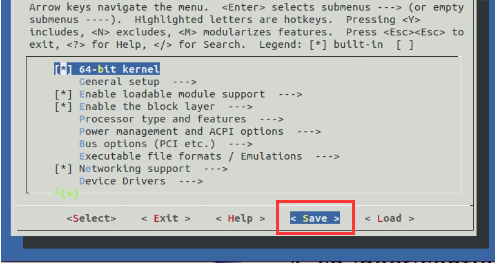 Arrow keys navigate the menu.  <Enter> selects submenus ---> (or empty
submenus ----).  Highlighted letters are hotkeys.  Pressing <Y>
includes, <N> excludes, <M> modularizes features.  Press <Esc><Esc> to
exit, <?> for Help, </> for Search.  Legend: [*] built-in  [ ]
[*] 64-bit kernel
General setup  --->
[*] Enable loadable module support  --->
[*] Enable the block layer  --->
Processor type and features  --->
Power management and ACPI options  --->
Bus options (PCI etc.)  --->
Executable file formats / Emulations  --->
[*] Networking support  --->
Device Drivers  --->
(+)
<Select>    < Exit >    < Help >    < Save >    < Load >